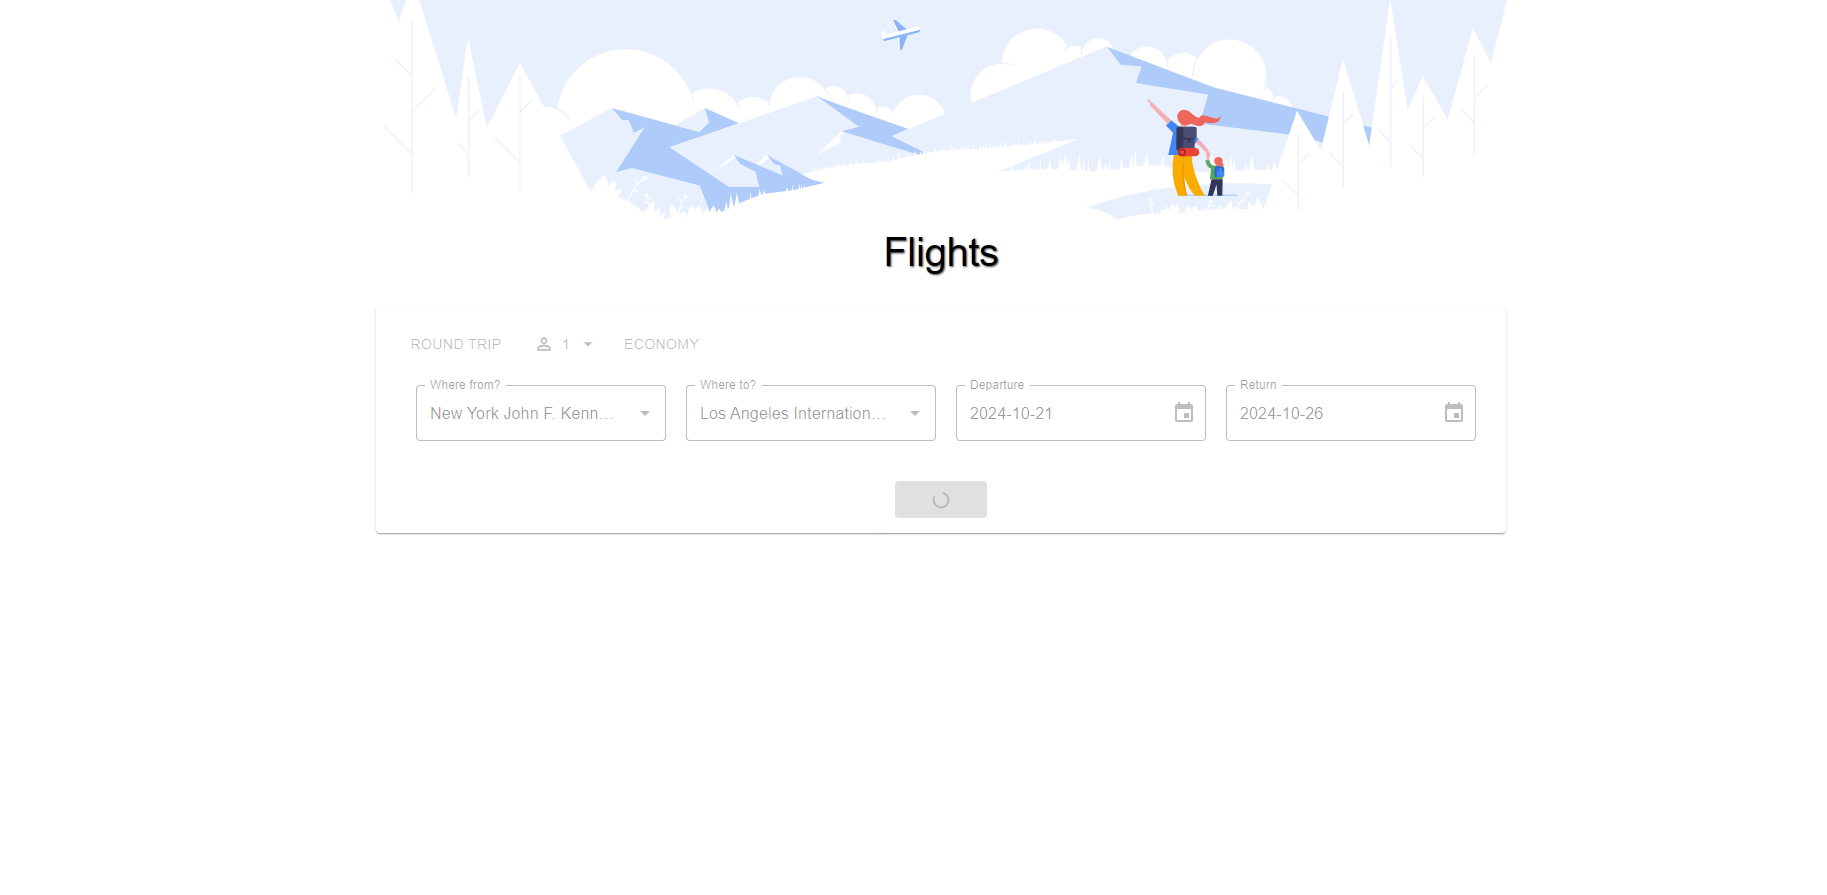 Flights
ROUND TRIP 1 ECONOMY
Where from? Where to? Departure Return
New York John F. Kenn... Los Angeles Internation... 2024-10-21 2024-10-26